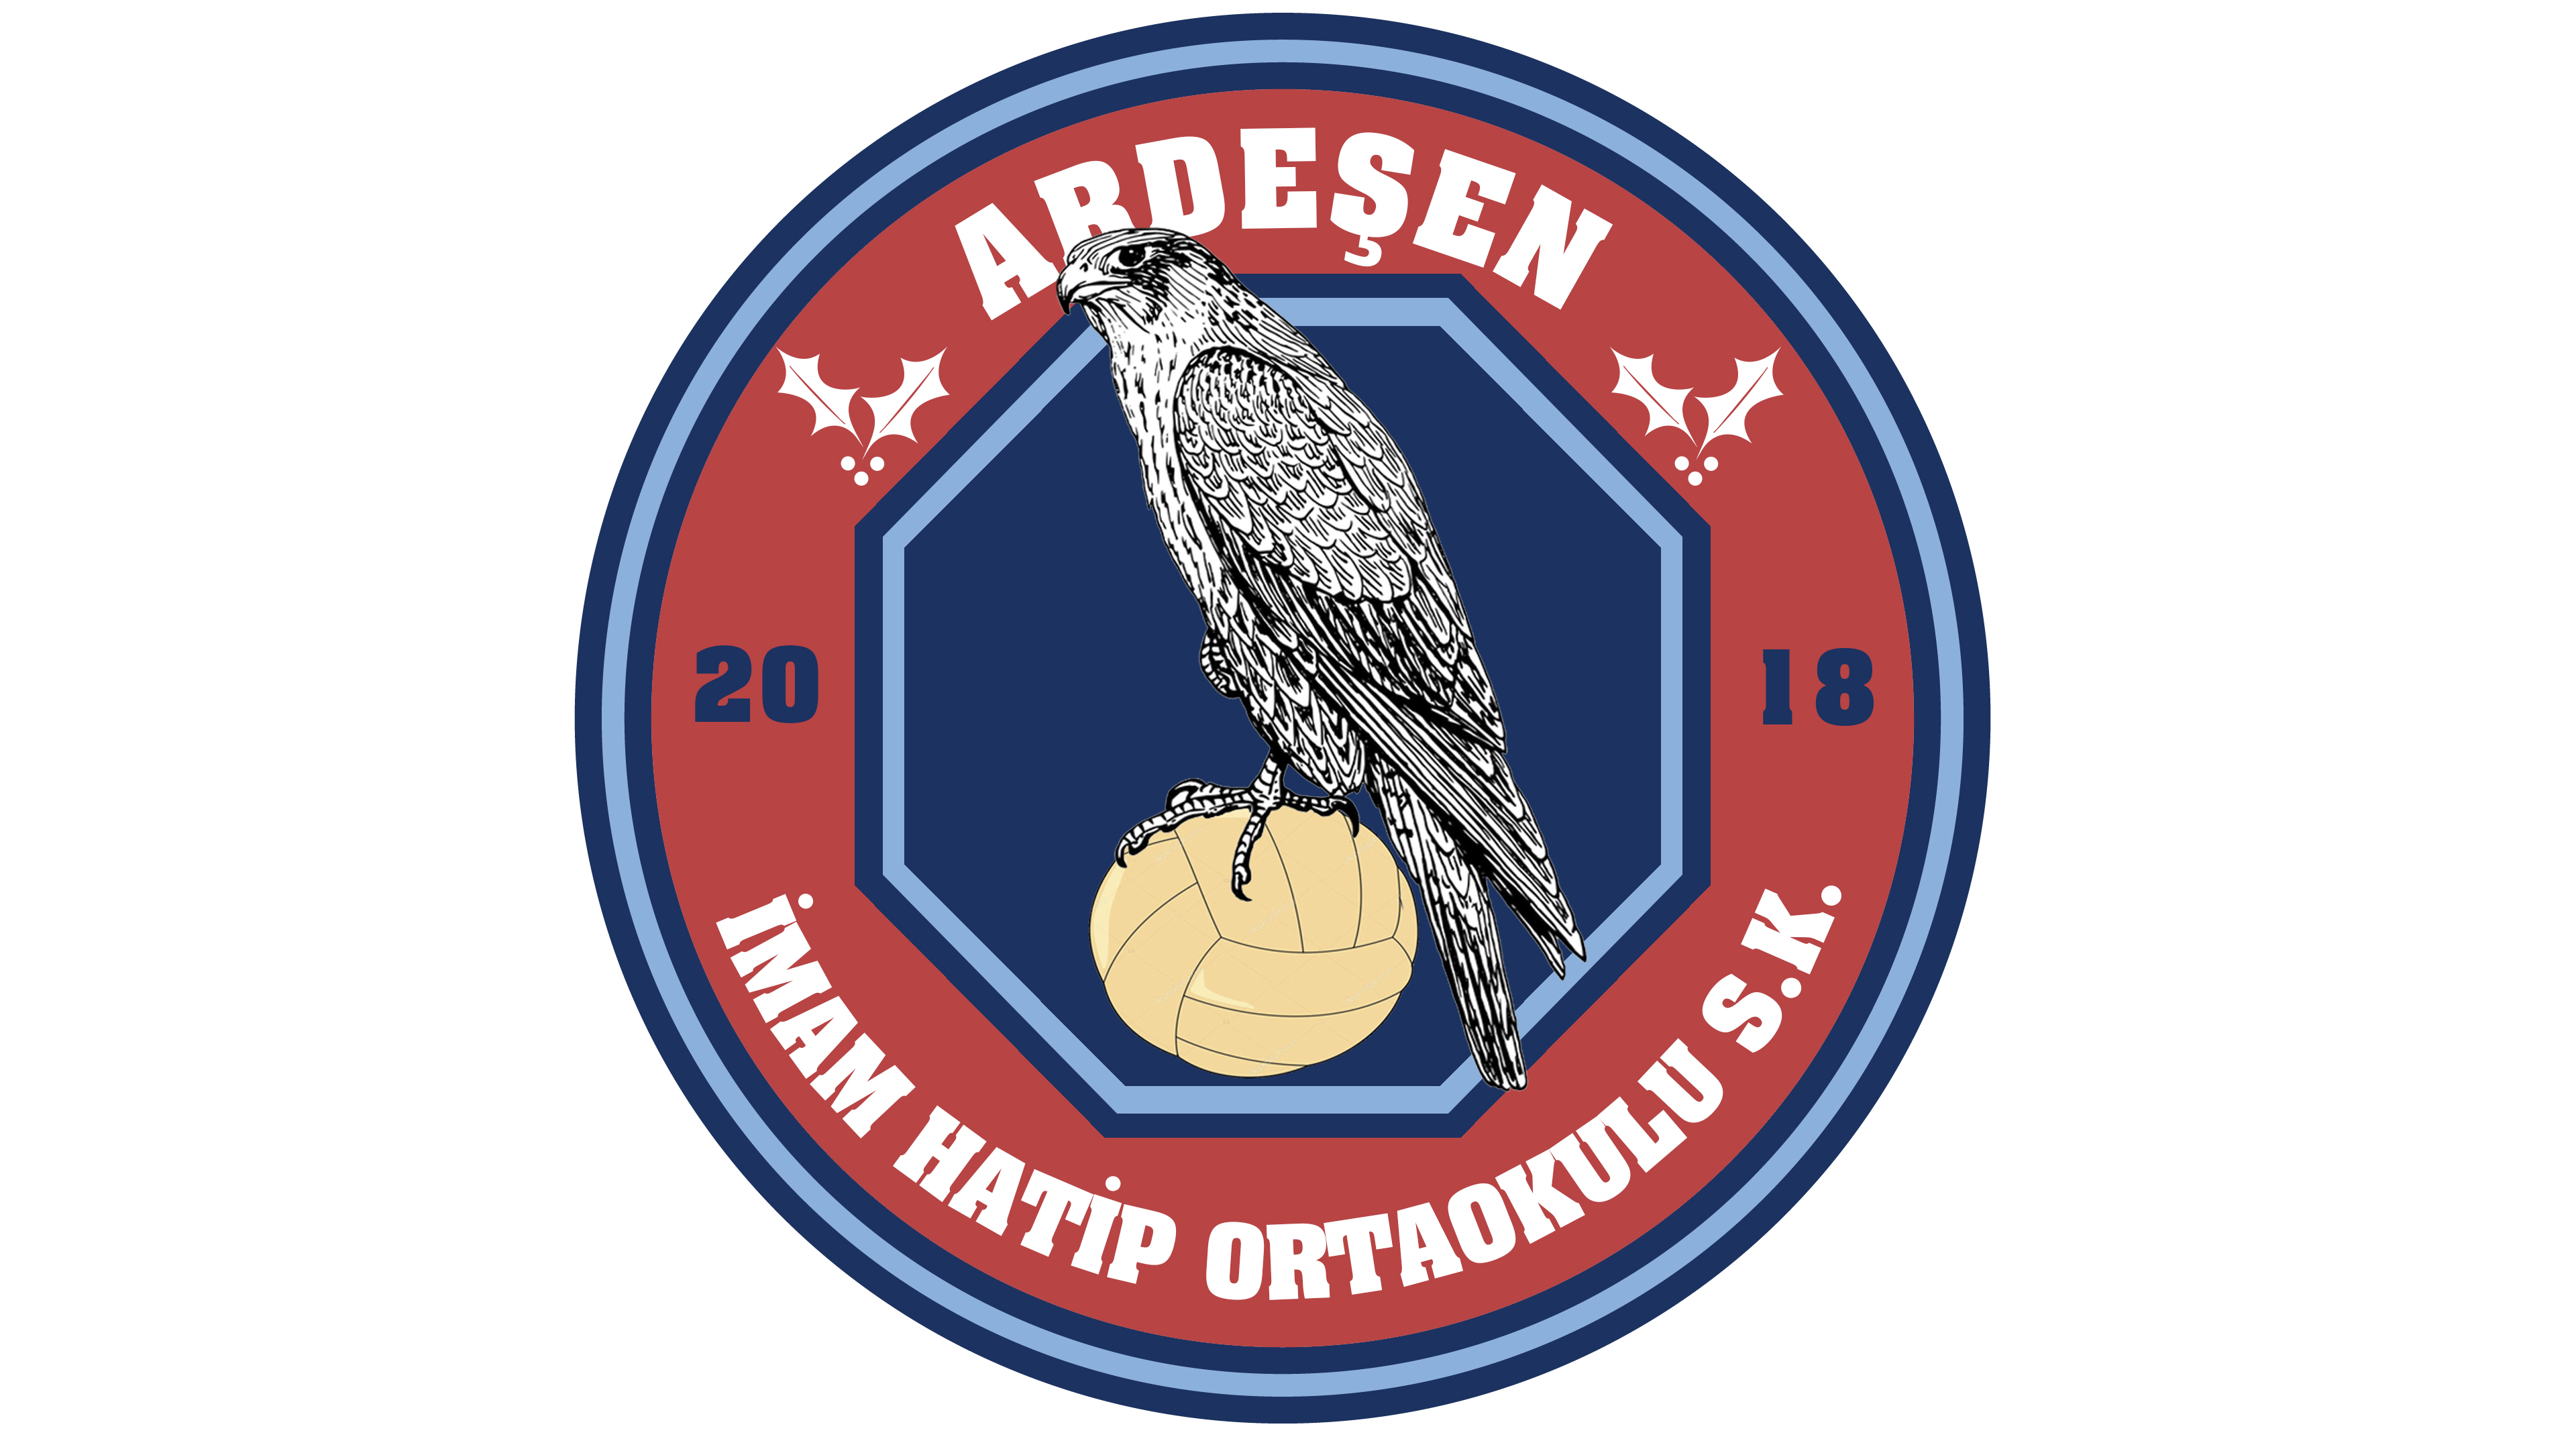 ARDEŞEN
20 18
İMAM HATİP ORTAOKULU S.K.